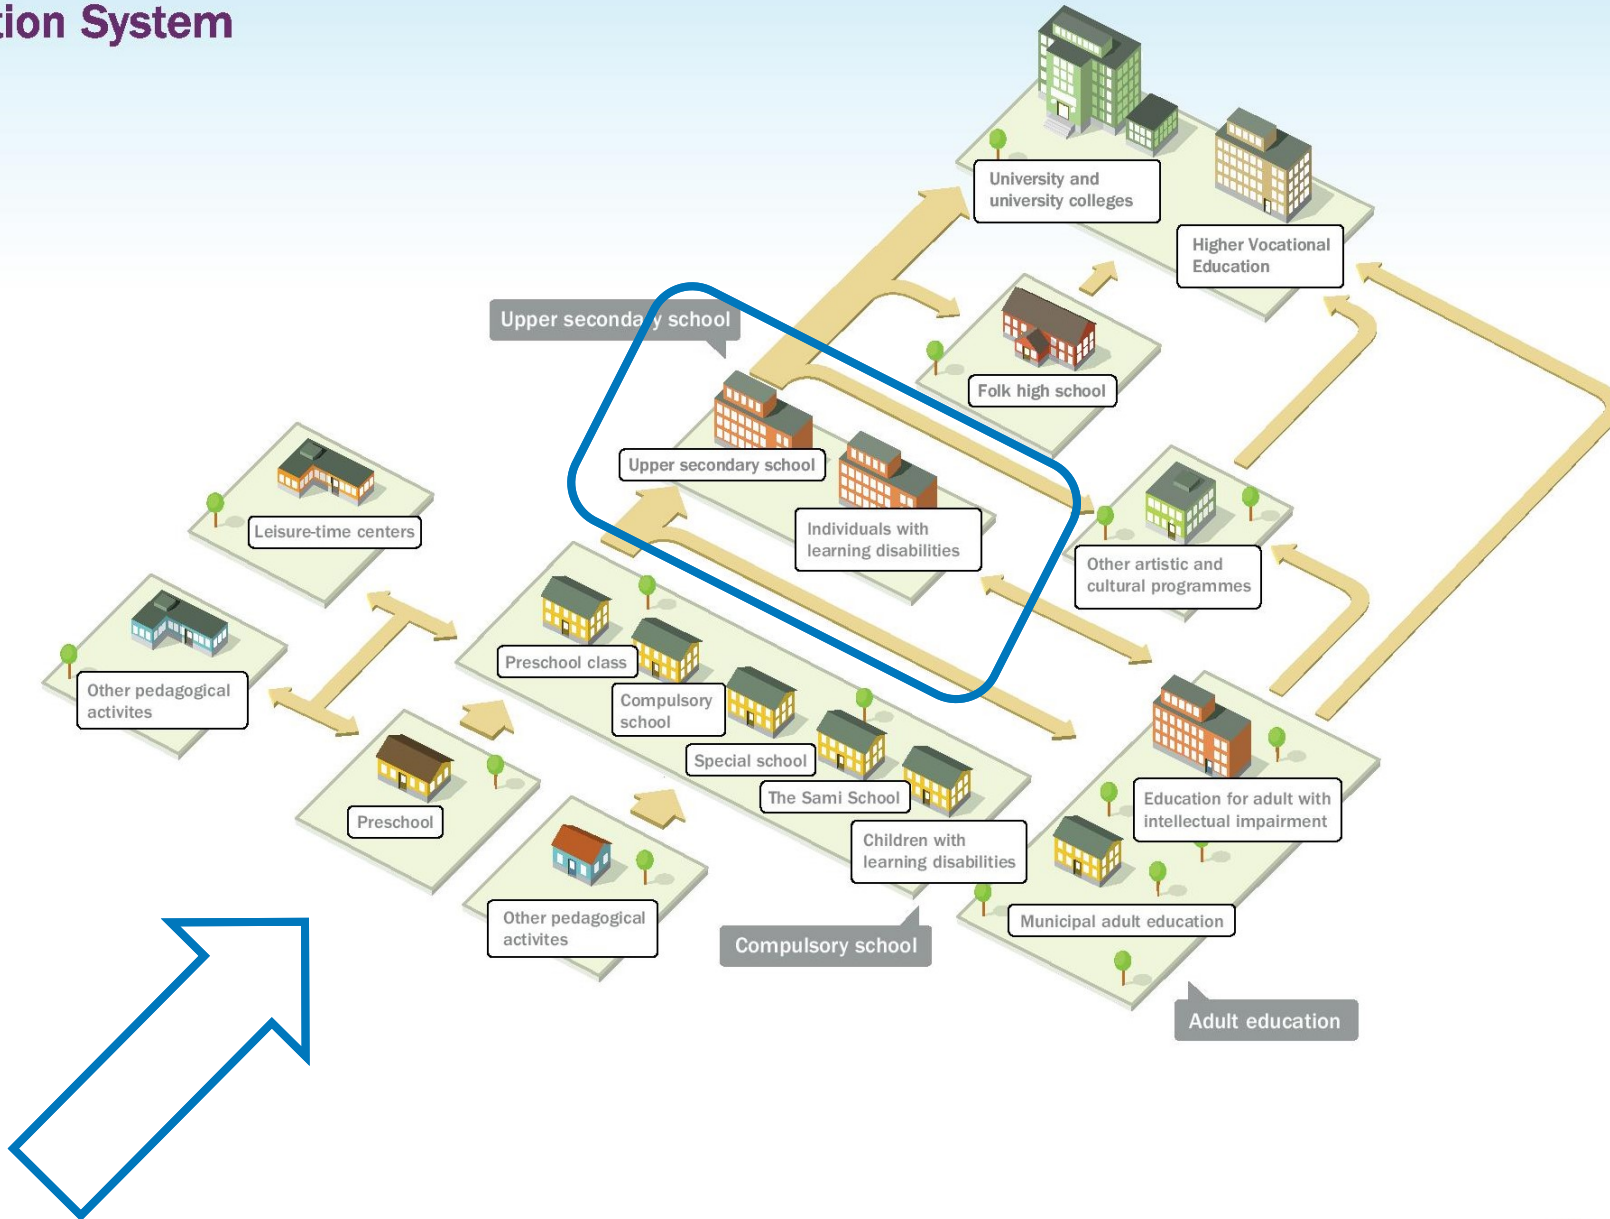 tion System
University and
university colleges
Higher Vocational
Education
Upper secondary school
Folk high school
Upper secondary school
Individuals with
learning disabilities
Leisure-time centers
Other artistic and
cultural programmes
Preschool class
Other pedagogical
activites
Compulsory
school
Special school
The Sami School
Education for adult with
intellectual impairment
Preschool
Children with
learning disabilities
Other pedagogical
activites
Municipal adult education
Compulsory school
Adult education